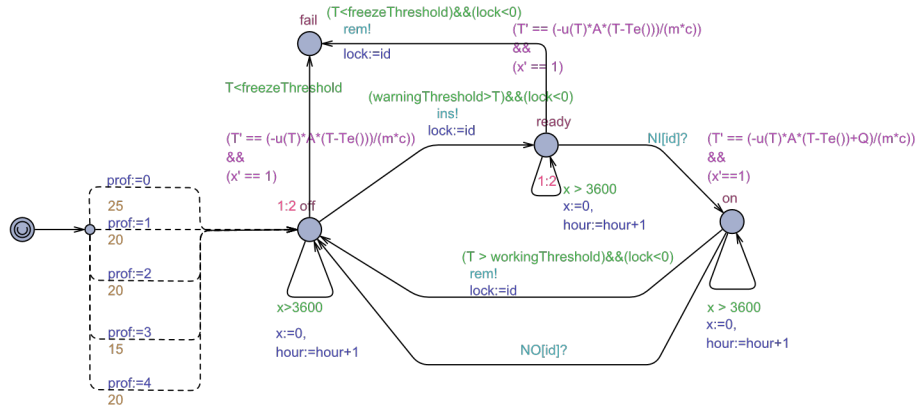 (T<freezeThreshold)&&(lock<0)
fail
rem!
lock:=id
(T' == (-u(T)*A*(T-Te()))/(m*c))
&&
(x' == 1)
T<freezeThreshold
(warningThreshold>T)&&(lock<0)
ins!
lock:=id
ready
(T' == (-u(T)*A*(T-Te()))/(m*c))
&&
(x' == 1)
NI[id]?
(T' == (-u(T)*A*(T-Te())+Q)/(m*c))
&&
(x'==1)
prof:=0
25
prof:=1
20
prof:=2
20
prof:=3
15
prof:=4
20
1:2 off
1:2
x > 3600
x:=0,
hour:=hour+1
on
(T > workingThreshold)&&(lock<0)
rem!
lock:=id
x>3600
x:=0,
hour:=hour+1
x > 3600
x:=0,
hour:=hour+1
NO[id]?